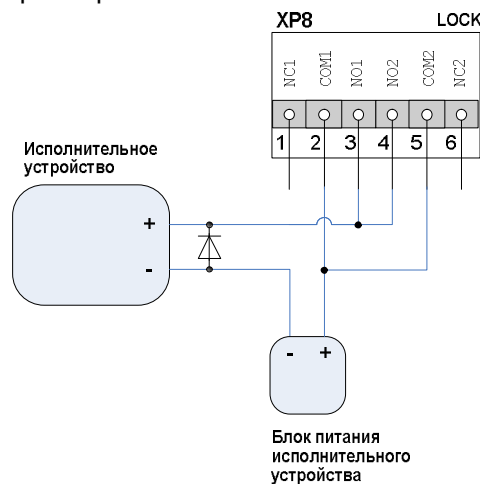 XP8 LOCK
NC1 COM1 NO1 NO2 COM2 NC2
1 2 3 4 5 6
Исполнительное
устройство
+
-
- +
Блок питания
исполнительного
устройства